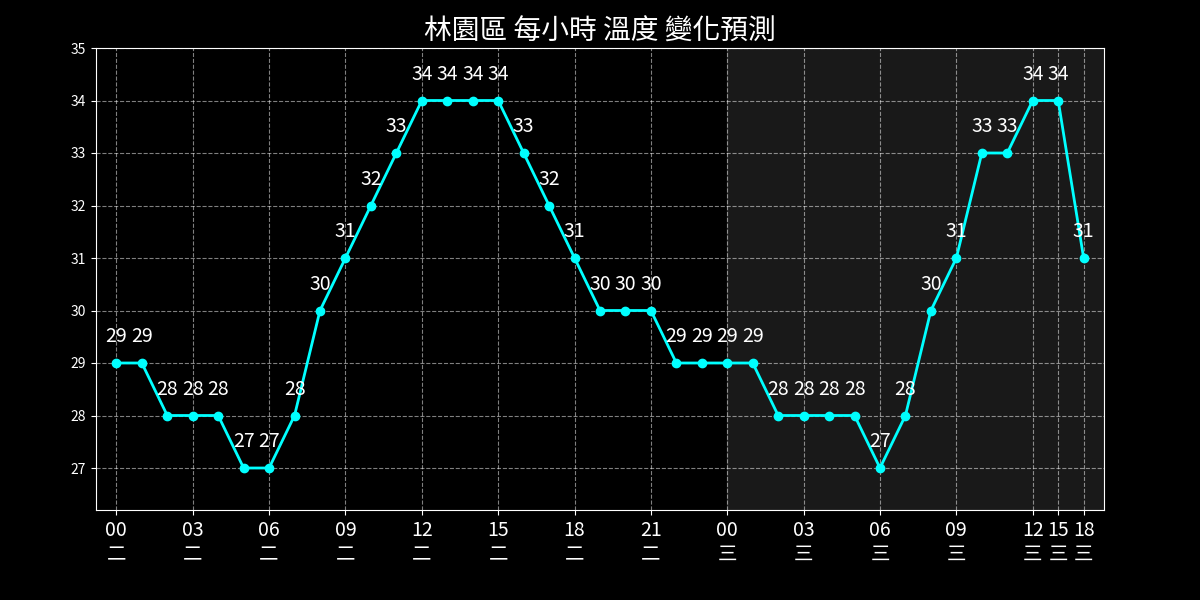 林園區 每小時 溫度 變化預測
35
34 34 34 34 34 34
34
33 33 33 33
33
32 32
32
31 31 31 31
31
30 30 30 30 30
30
29 29 29 29 29 29
29
28 28 28 28 28 28 28 28 28
28
27 27 27
27
00 03 06 09 12 15 18 21 00 03 06 09 12 15 18
二 二 二 二 二 二 二 二 三 三 三 三 三 三 三